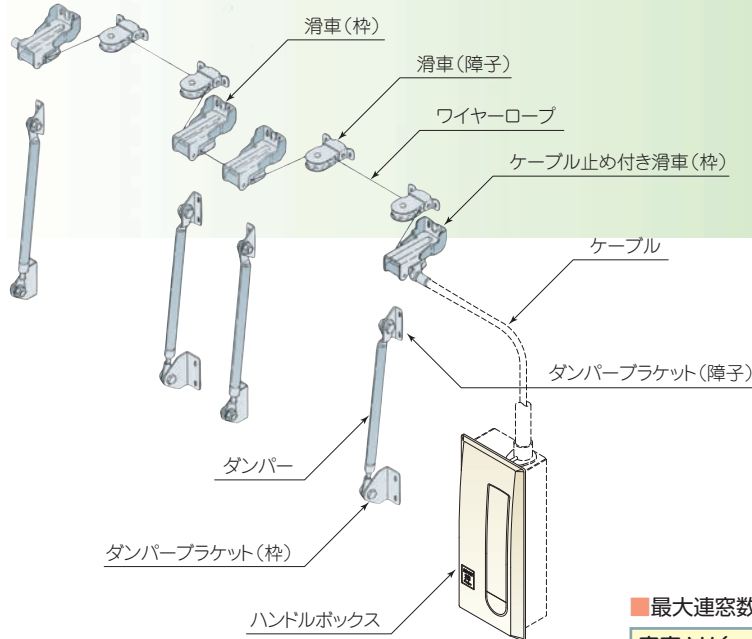 滑車（枠）
滑車（障子）
ワイヤーロープ
ケーブル止め付き滑車（枠）
ケーブル
ダンパーブラケット（障子）
ダンパー
ダンパーブラケット（枠）
ハンドルボックス
■最大連窓数